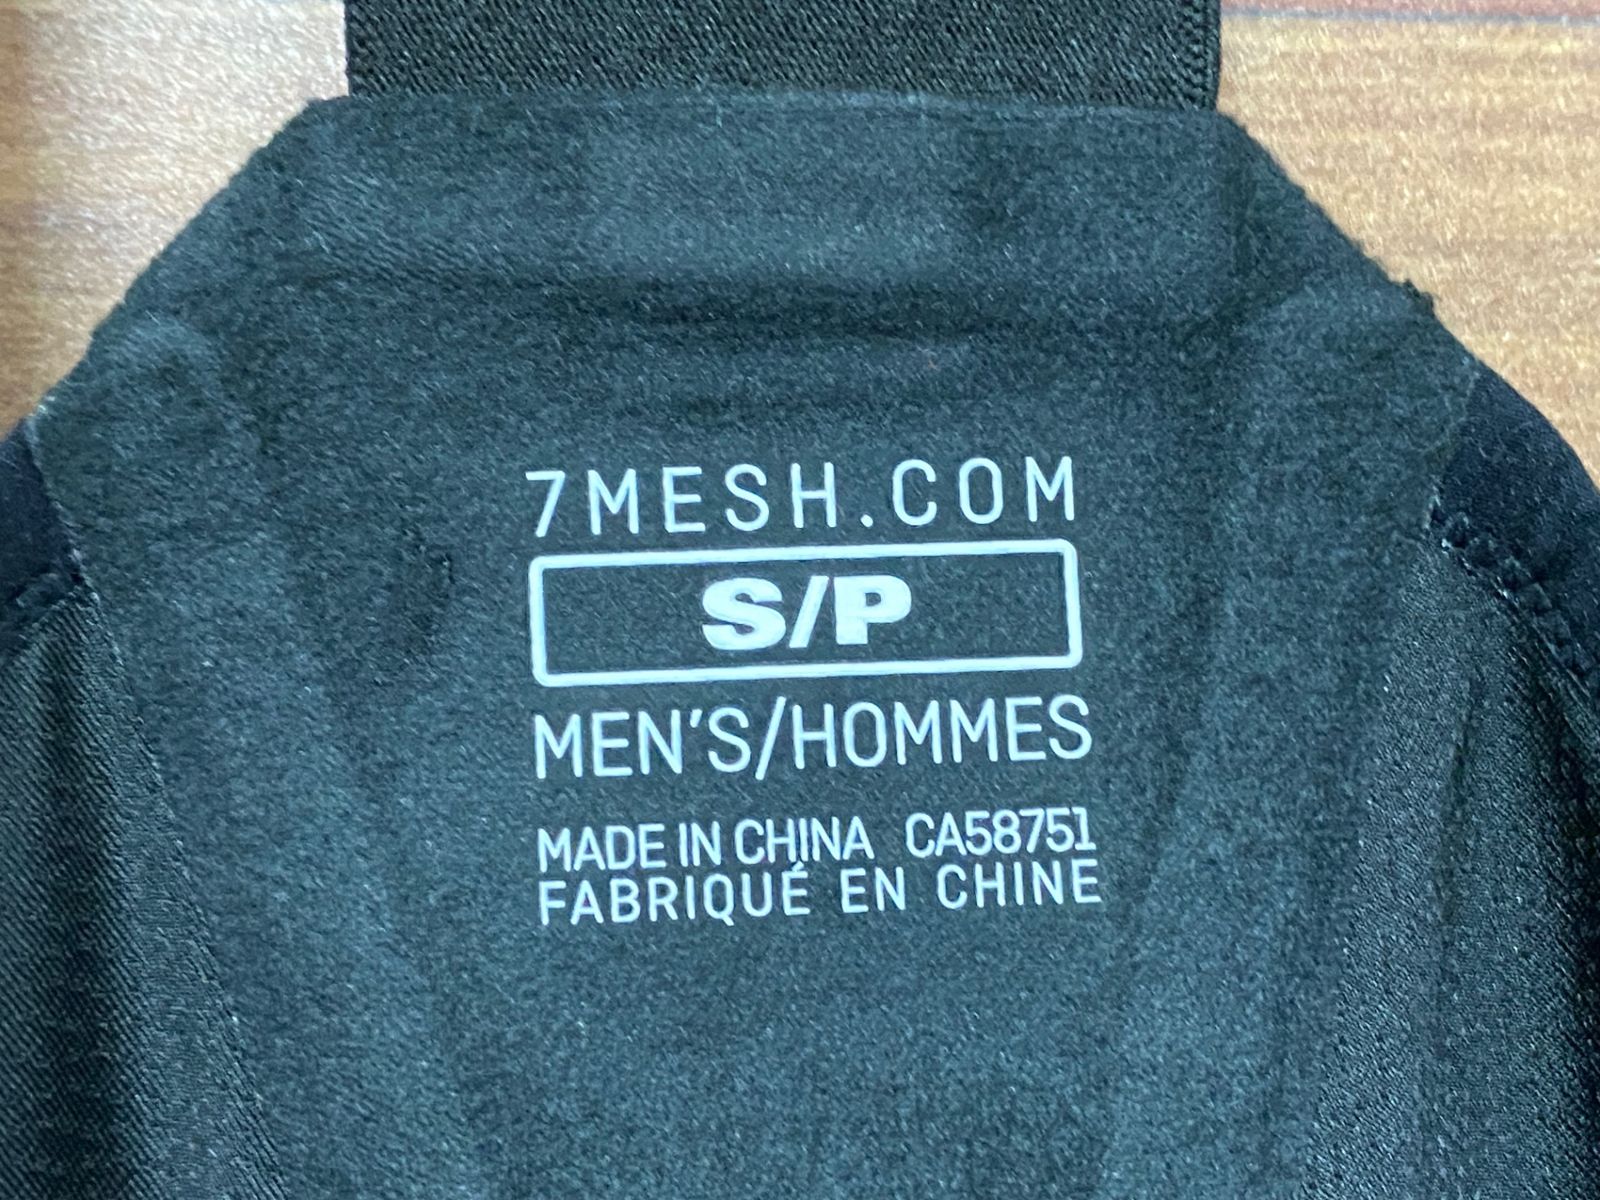 7MESH.COM
S/P
MEN'S/HOMMES
MADE IN CHINA CA58751
FABRIQUÉ EN CHINE